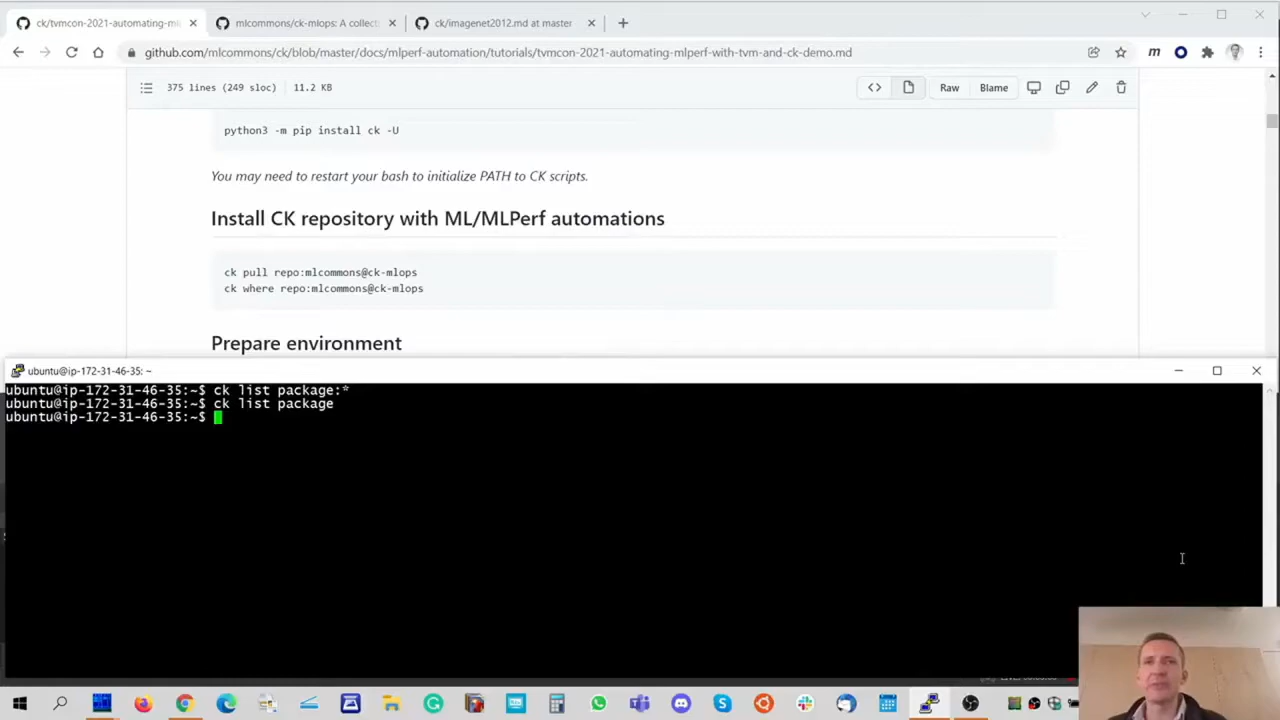 ck/tvmcon-2021-automating-ml
mlcommons/ck-mlops: A collecti
ck/imagenet2012.md at master
github.com/mlcommons/ck/blob/master/docs/mlperf-automation/tutorials/tvmcon-2021-automating-mlperf-with-tvm-and-ck-demo.md
375 lines (249 sloc) 11.2 KB
Raw
Blame
python3 -m pip install ck -U
You may need to restart your bash to initialize PATH to CK scripts.
Install CK repository with ML/MLPerf automations
ck pull repo:mlcommons@ck-mlops
ck where repo:mlcommons@ck-mlops
Prepare environment
ubuntu@ip-172-31-46-35: ~
ubuntu@ip-172-31-46-35:~$ ck list package:*
ubuntu@ip-172-31-46-35:~$ ck list package
ubuntu@ip-172-31-46-35:~$